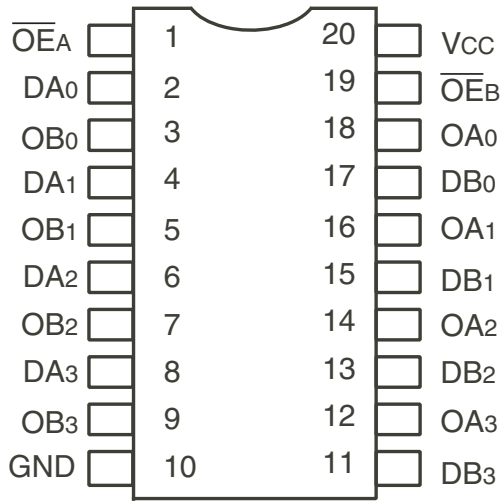 OEA 1 20 VCC
DA0 2 19 OEB
OB0 3 18 OA0
DA1 4 17 DB0
OB1 5 16 OA1
DA2 6 15 DB1
OB2 7 14 OA2
DA3 8 13 DB2
OB3 9 12 OA3
GND 10 11 DB3